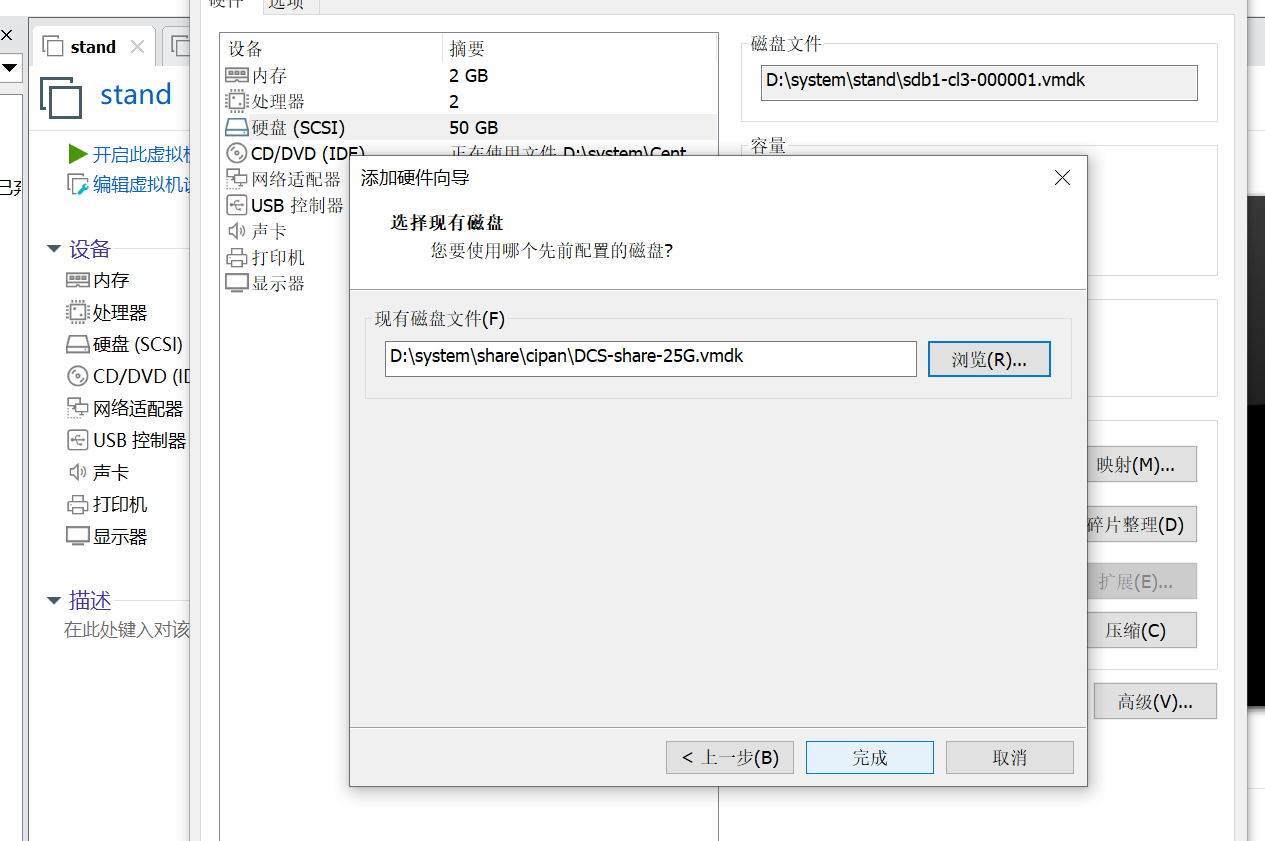 硬件 选项
stand
stand
开启此虚拟机
编辑虚拟机设
设备
内存
处理器
硬盘 (SCSI)
CD/DVD (ID
网络适配器
USB 控制器
声卡
打印机
显示器
描述
在此处键入对该
设备 摘要
内存 2 GB
处理器 2
硬盘 (SCSI) 50 GB
CD/DVD (IDE) 正在使用文件 D:\system\Cent
网络适配器
USB 控制器
声卡
打印机
显示器
磁盘文件
D:\system\stand\sdb1-cl3-000001.vmdk
容量
添加硬件向导
选择现有磁盘
您要使用哪个先前配置的磁盘?
现有磁盘文件(F)
D:\system\share\cipan\DCS-share-25G.vmdk
浏览(R)...
映射(M)...
碎片整理(D)
扩展(E)...
压缩(C)
高级(V)...
< 上一步(B)
完成
取消